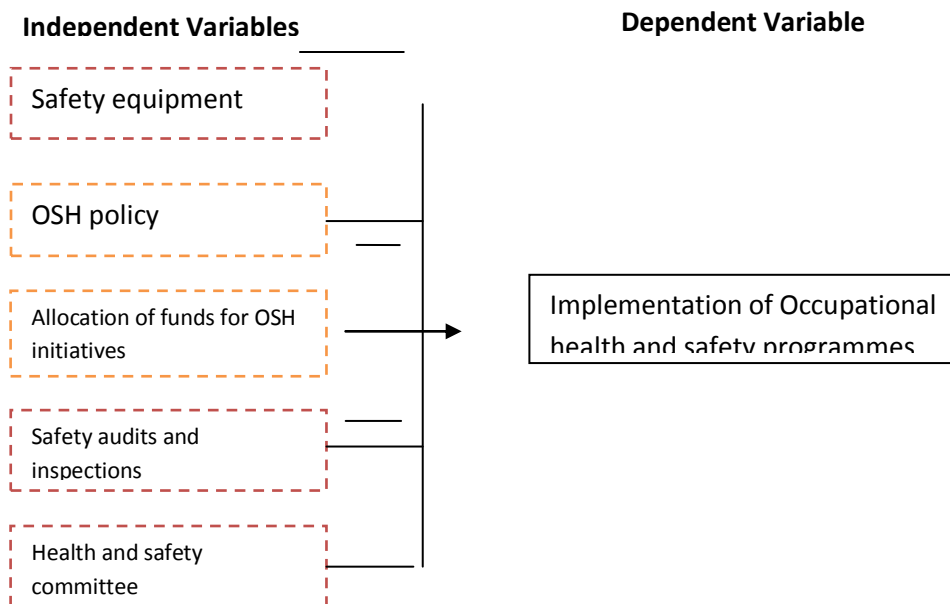 Independent Variables
Dependent Variable
Safety equipment
OSH policy
Allocation of funds for OSH
initiatives
Safety audits and
inspections
Health and safety
committee
Implementation of Occupational
health and safety programmes